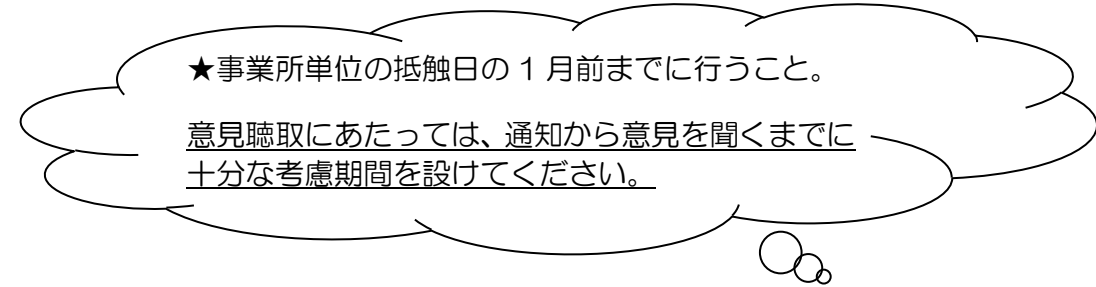 ★事業所単位の抵触日の1月前までに行うこと。
意見聴取にあたっては、通知から意見を聞くまでに
十分な考慮期間を設けてください。